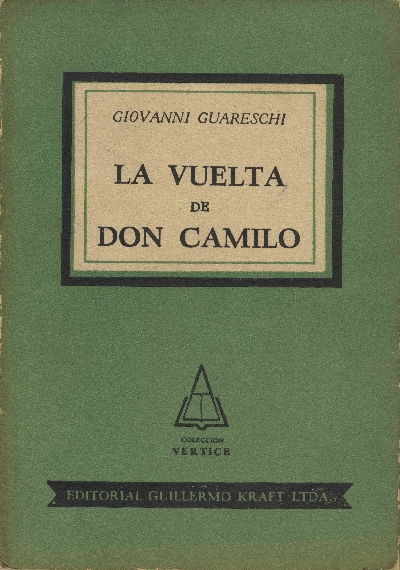 GIOVANNI GUARESCHI
LA VUELTA
DE
DON CAMILO
COLECCION
VERTICE
EDITORIAL GUILLERMO KRAFT LTDA.